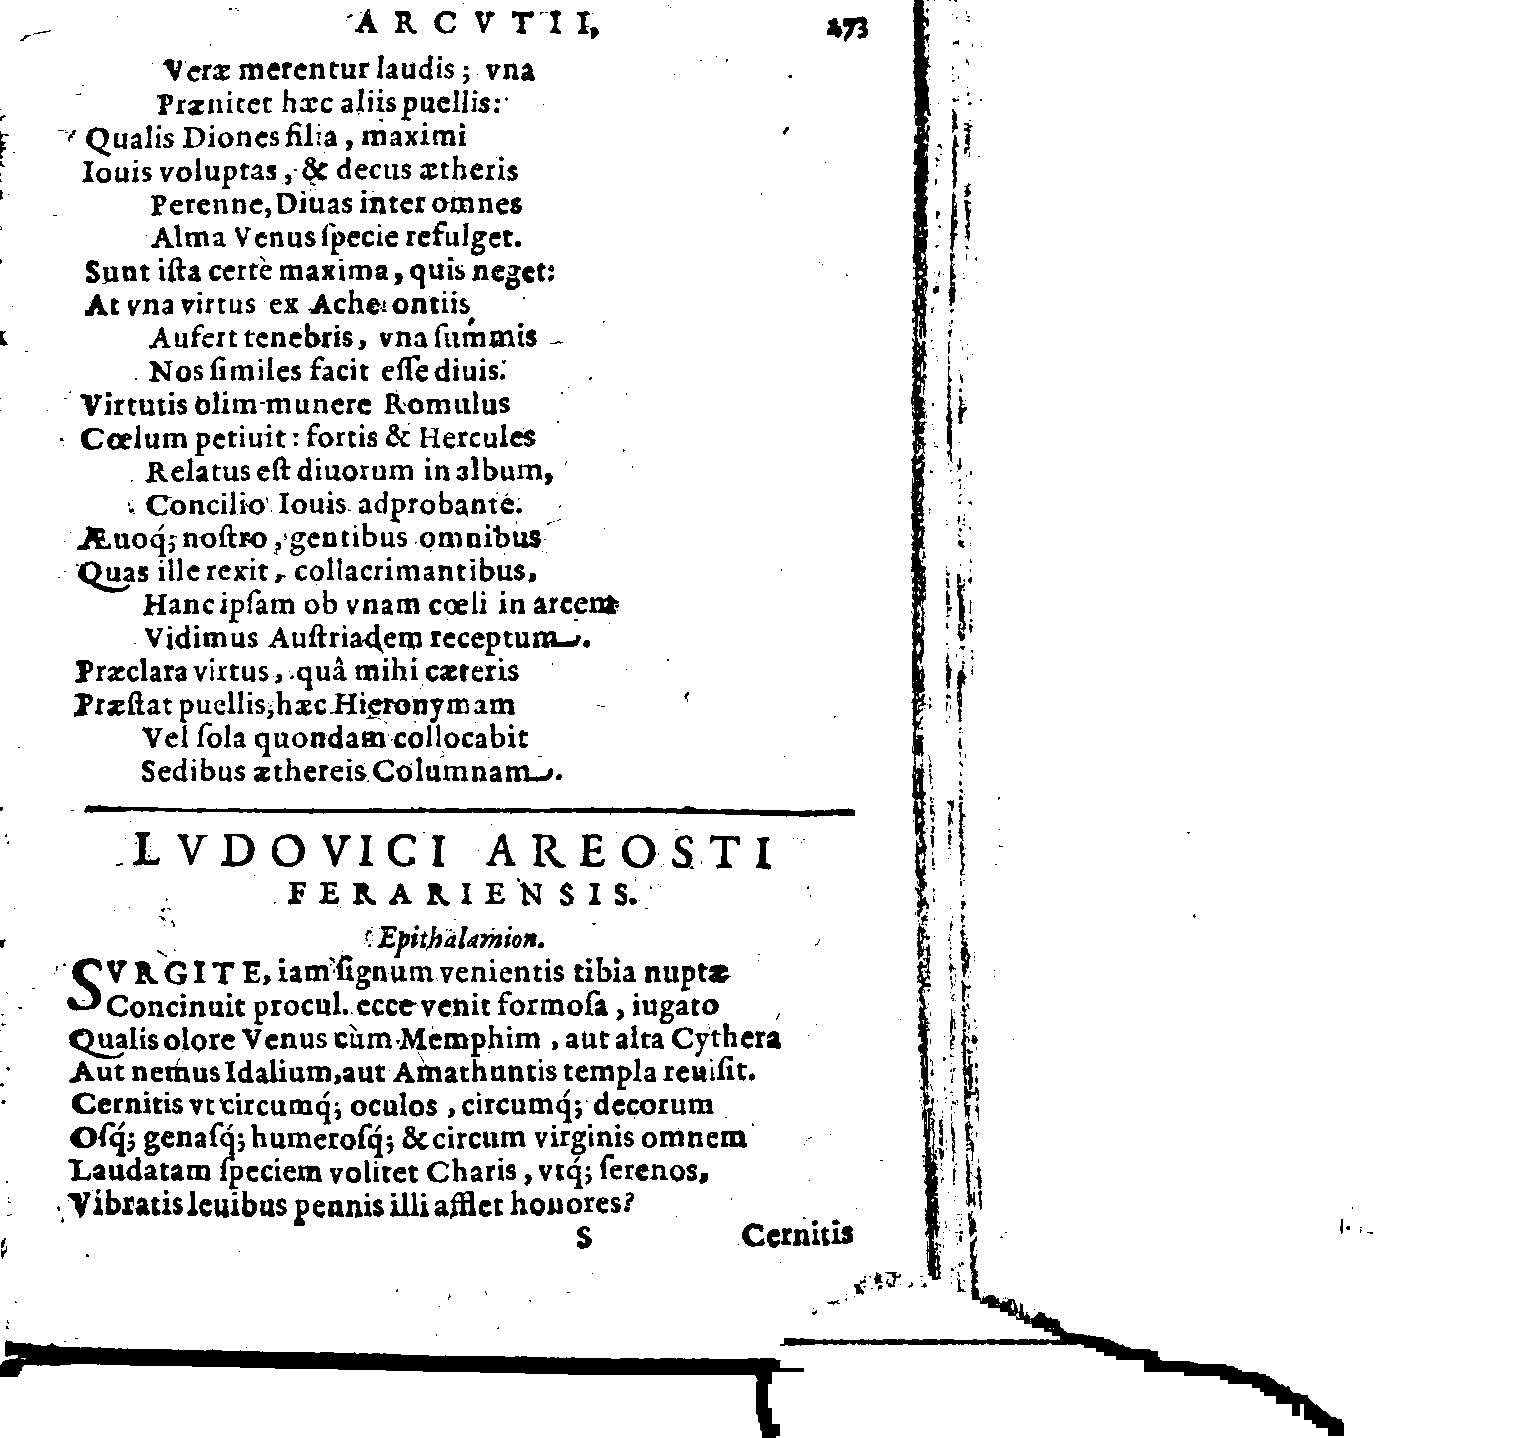 ARCVTII, 273
Veræ merentur laudis; vna
Prænitet hæc aliis puellis:
Qualis Diones filia, maximi
Iouis voluptas, & decus ætheris
Perenne, Diuas inter omnes
Alma Venus ſpecie refulget.
Sunt iſta certè maxima, quis neget:
At vna virtus ex Acherontiis
Aufert tenebris, vna ſummis
Nos ſimiles facit eſſe diuis.
Virtutis olim munere Romulus
Cœlum petiuit: fortis & Hercules
Relatus eſt diuorum in album,
Concilio Iouis adprobante.
Æuoq́; noſtro, gentibus omnibus
Quas ille rexit, collacrimantibus,
Hanc ipſam ob vnam cœli in arcem
Vidimus Auſtriadem receptum.
Præclara virtus, quâ mihi cæteris
Præſtat puellis, hæc Hieronymam
Vel ſola quondam collocabit
Sedibus æthereis Columnam.
LVDOVICI AREOSTI
FERARIENSIS.
Epithalamion.
SVRGITE, iam ſignum venientis tibia nuptæ
Concinuit procul. ecce venit formoſa, iugato
Qualis olore Venus cùm Memphim, aut alta Cythera
Aut nemus Idalium, aut Amathuntis templa reuiſit.
Cernitis vt circumq́; oculos, circumq́; decorum
Oſq́; genaſq́; humeroſq́; & circum virginis omnem
Laudatam ſpeciem volitet Charis, vtq́; ſerenos,
Vibratis leuibus pennis illi afflet honores?
S Cernitis